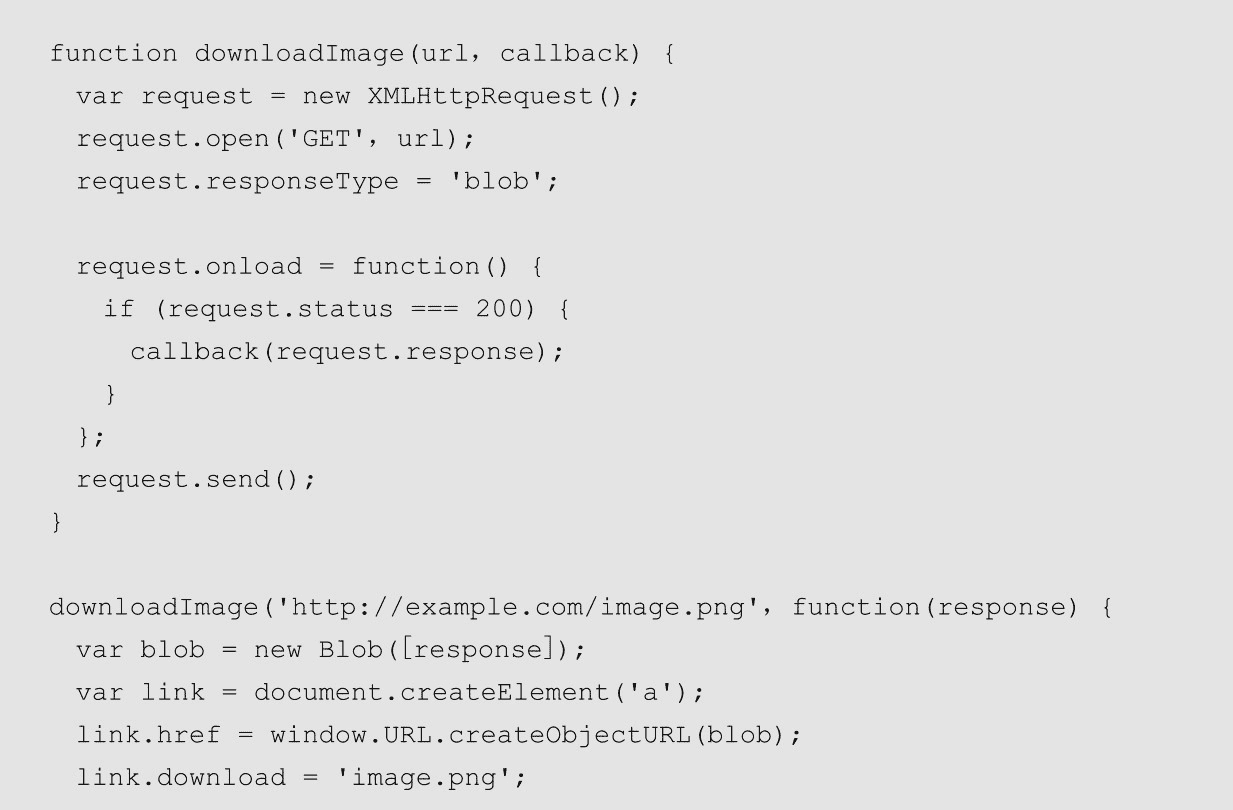 function downloadImage(url, callback) {
  var request = new XMLHttpRequest();
  request.open('GET', url);
  request.responseType = 'blob';

  request.onload = function() {
    if (request.status === 200) {
      callback(request.response);
    }
  };
  request.send();
}

downloadImage('http://example.com/image.png', function(response) {
  var blob = new Blob([response]);
  var link = document.createElement('a');
  link.href = window.URL.createObjectURL(blob);
  link.download = 'image.png';